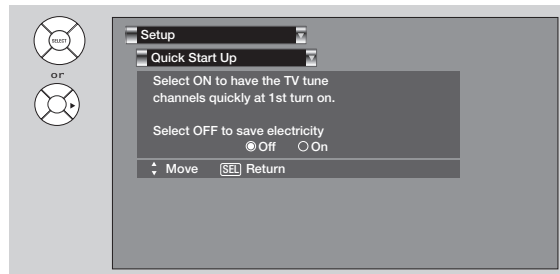 SELECT
or
Setup
Quick Start Up
Select ON to have the TV tune
channels quickly at 1st turn on.
Select OFF to save electricity
Off On
Move SEL Return